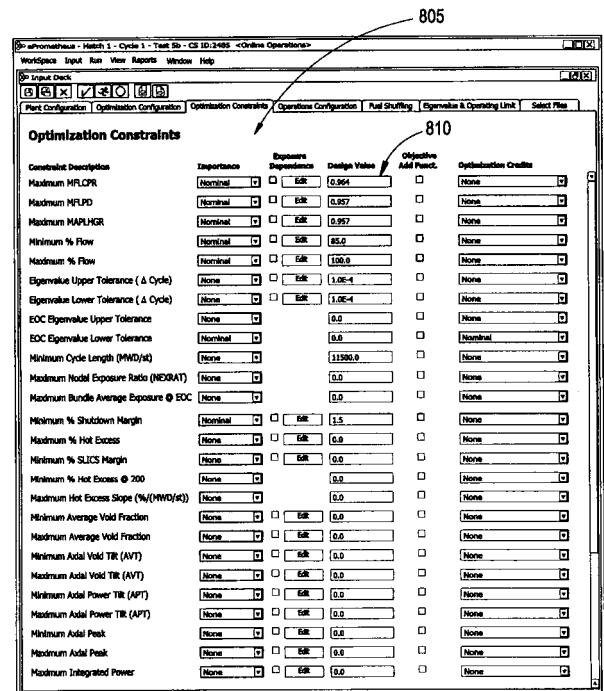 805
ePrometheus - Hatch 1 - Cycle 1 - Test 5b - CS ID:2485 <Online Operations>
WorkSpace Input Run View Reports Window Help
Input Deck
Plant Configuration Optimization Configuration Optimization Constraints Operations Configuration Fuel Shuffling Eigenvalue & Operating Limit Select Files
Optimization Constraints
810
Constraint Description Importance Exposure Dependence Design Value Objective Add Funct. Optimization Credits
Maximum MFLCPR Nominal Edit 0.964 None
Maximum MFLPD Nominal Edit 0.957 None
Maximum MAPLHGR Nominal Edit 0.957 None
Minimum % Flow Nominal Edit 85.0 None
Maximum % Flow Nominal Edit 100.0 None
Eigenvalue Upper Tolerance ( Δ Cycle) None Edit 1.0E-4 None
Eigenvalue Lower Tolerance ( Δ Cycle) None Edit 1.0E-4 None
EOC Eigenvalue Upper Tolerance None 0.0 None
EOC Eigenvalue Lower Tolerance Nominal 0.0 Nominal
Minimum Cycle Length (MWD/st) None 11500.0 None
Maximum Nodal Exposure Ratio (NEXRAT) None 0.0 None
Maximum Bundle Average Exposure @ EOC None 0.0 None
Minimum % Shutdown Margin Nominal Edit 1.5 None
Maximum % Hot Excess None Edit 0.0 None
Minimum % SLICS Margin None Edit 0.0 None
Minimum % Hot Excess @ 200 None 0.0 None
Maximum Hot Excess Slope (%/(MWD/st)) None 0.0 None
Minimum Average Void Fraction None Edit 0.0 None
Maximum Average Void Fraction None Edit 0.0 None
Minimum Axial Void Tilt (AVT) None Edit 0.0 None
Maximum Axial Void Tilt (AVT) None Edit 0.0 None
Minimum Axial Power Tilt (APT) None Edit 0.0 None
Maximum Axial Power Tilt (APT) None Edit 0.0 None
Minimum Axial Peak None Edit 0.0 None
Maximum Axial Peak None Edit 0.0 None
Maximum Integrated Power None Edit 0.0 None